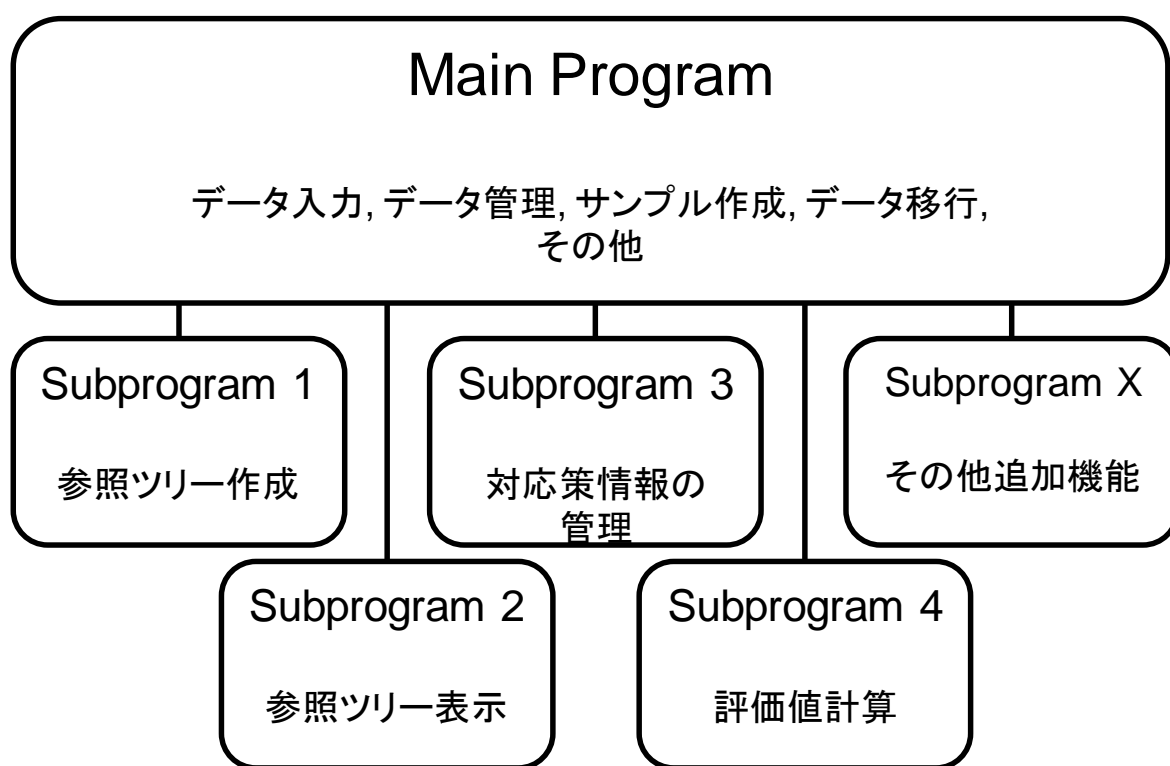 Main Program
データ入力, データ管理, サンプル作成, データ移行,
その他
Subprogram 1
参照ツリー作成
Subprogram 3
対応策情報の
管理
Subprogram X
その他追加機能
Subprogram 2
参照ツリー表示
Subprogram 4
評価値計算